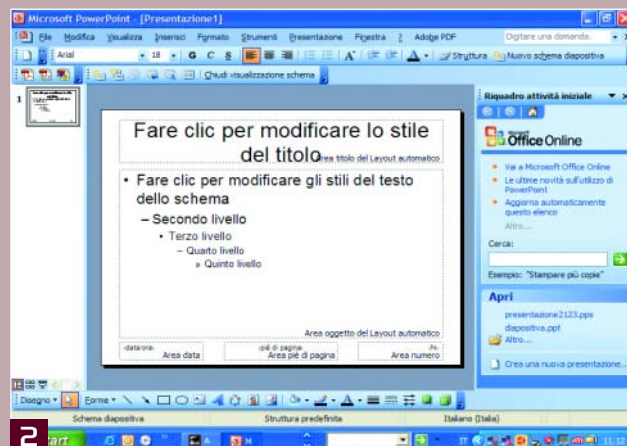 Microsoft PowerPoint - [Presentazione1]
File Modifica Visualizza Inserisci Formato Strumenti Presentazione Finestra ? Adobe PDF Digitare una domanda.
Arial 18 G C S Struttura Nuovo schema diapositiva
Chiudi visualizzazione schema
1
Fare clic per modificare lo stile
del titolo
Area titolo del Layout automatico
• Fare clic per modificare gli stili del testo
dello schema
– Secondo livello
• Terzo livello
– Quarto livello
» Quinto livello
Area oggetto del Layout automatico
‹data/ora›
Area data
‹piè di pagina›
Area piè di pagina
‹N›
Area numero
Riquadro attività iniziale
Microsoft
Office Online
Vai a Microsoft Office Online
Le ultime novità sull'utilizzo di
PowerPoint
Aggiorna automaticamente
questo elenco
Altro...
Cerca:
Esempio: "Stampare più copie"
Apri
presentazione2123.pps
diapositiva.ppt
Altro...
Crea una nuova presentazione...
Disegno Forme
Schema diapositiva Struttura predefinita Italiano (Italia)
2
start A M IT 11.12